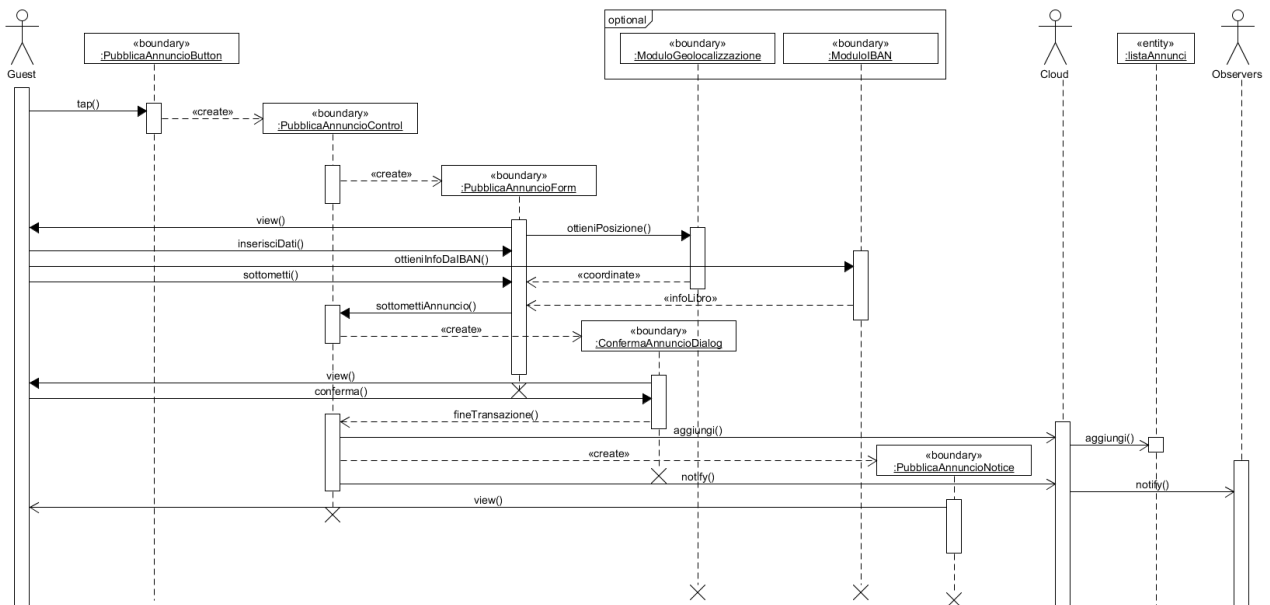 optional
«boundary»
:PubblicaAnnuncioButton
«boundary»
:ModuloGeolocalizzazione
«boundary»
:ModuloIBAN
«entity»
:listaAnnunci
Guest
Cloud
Observers
tap()
«create»
«boundary»
:PubblicaAnnuncioControl
«create»
«boundary»
:PubblicaAnnuncioForm
view()
ottieniPosizione()
inserisciDati()
ottieniInfoDaIBAN()
sottometti()
«coordinate»
«infoLibro»
sottomettiAnnuncio()
«create»
«boundary»
:ConfermaAnnuncioDialog
view()
conferma()
fineTransazione()
aggiungi()
aggiungi()
«create»
«boundary»
:PubblicaAnnuncioNotice
notify()
notify()
view()